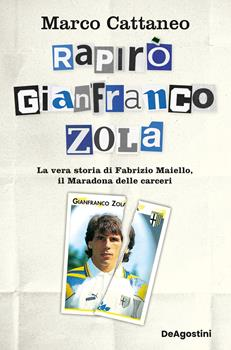 Marco Cattaneo
RAPIRÒ
GIANFRANCO
ZOLA
La vera storia di Fabrizio Maiello,
il Maradona delle carceri
GIANFRANCO ZOLA
DeAgostini